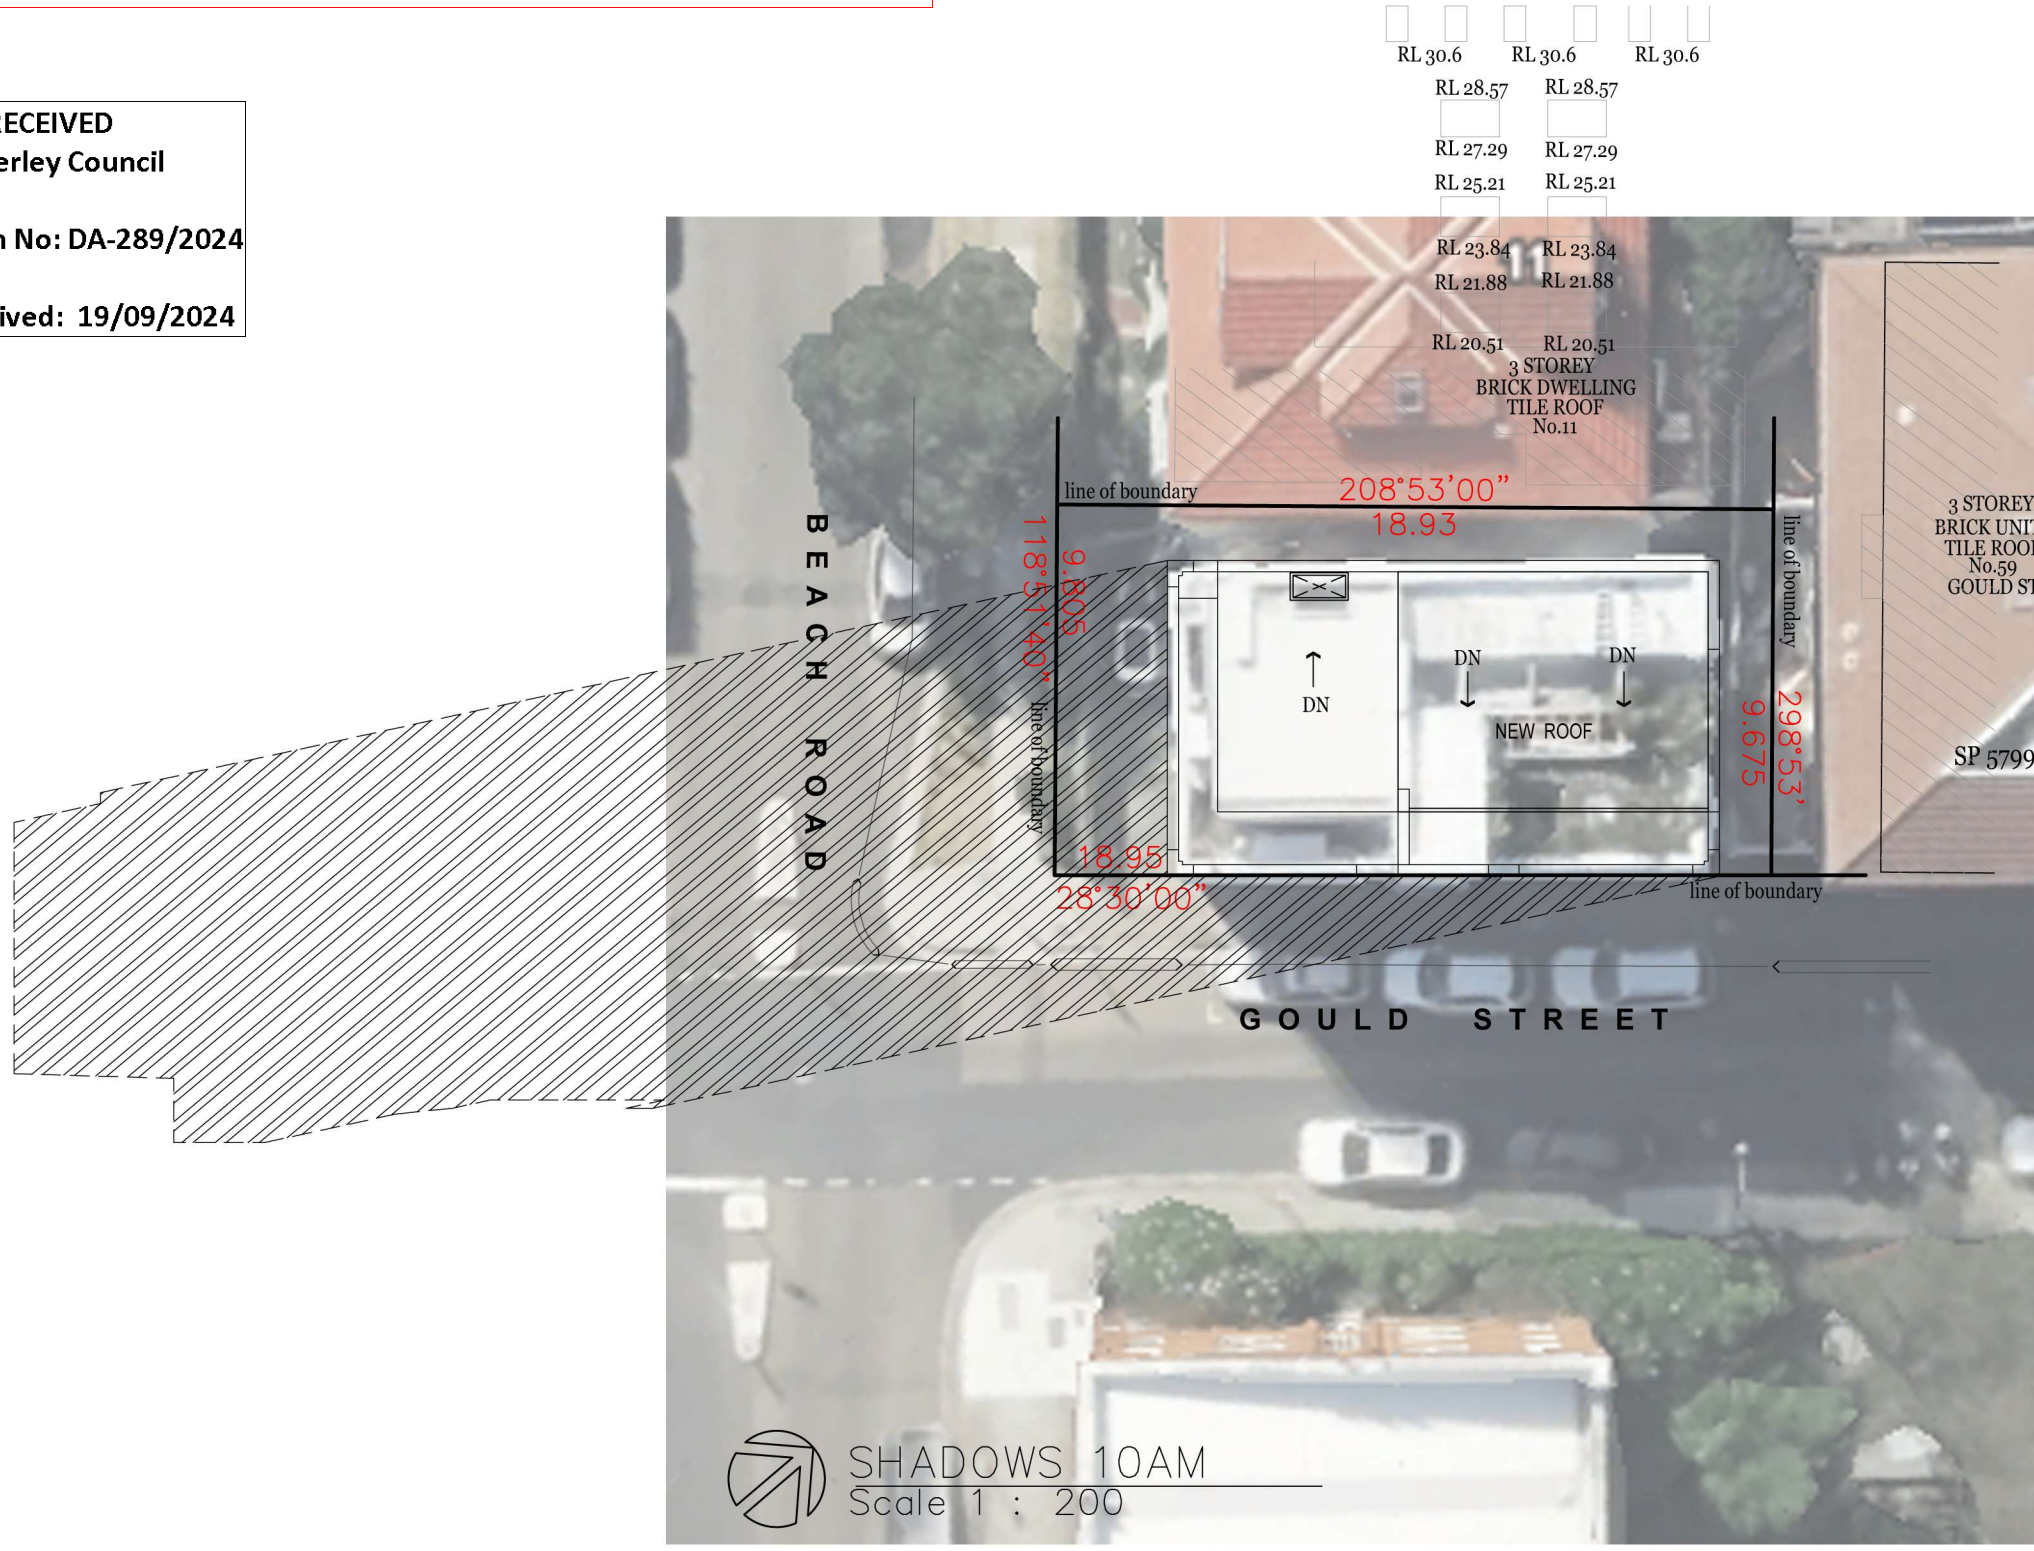 RL 30.6 RL 30.6 RL 30.6
RL 28.57 RL 28.57
RECEIVED
erley Council
n No: DA-289/2024
ived: 19/09/2024
RL 27.29 RL 27.29
RL 25.21 RL 25.21
RL 23.84 RL 23.84
11
RL 21.88 RL 21.88
RL 20.51 RL 20.51
3 STOREY
BRICK DWELLING
TILE ROOF
No.11
line of boundary
208°53'00"
18.93
BEACH ROAD
118°51'40"
9.805
line of boundary
line of boundary
298°53'
9.675
3 STOREY
BRICK UNIT
TILE ROOF
No.59
GOULD ST
SP 5799
DN
DN
DN
NEW ROOF
18.95
28°30'00"
line of boundary
GOULD STREET
SHADOWS 10AM
Scale 1 : 200